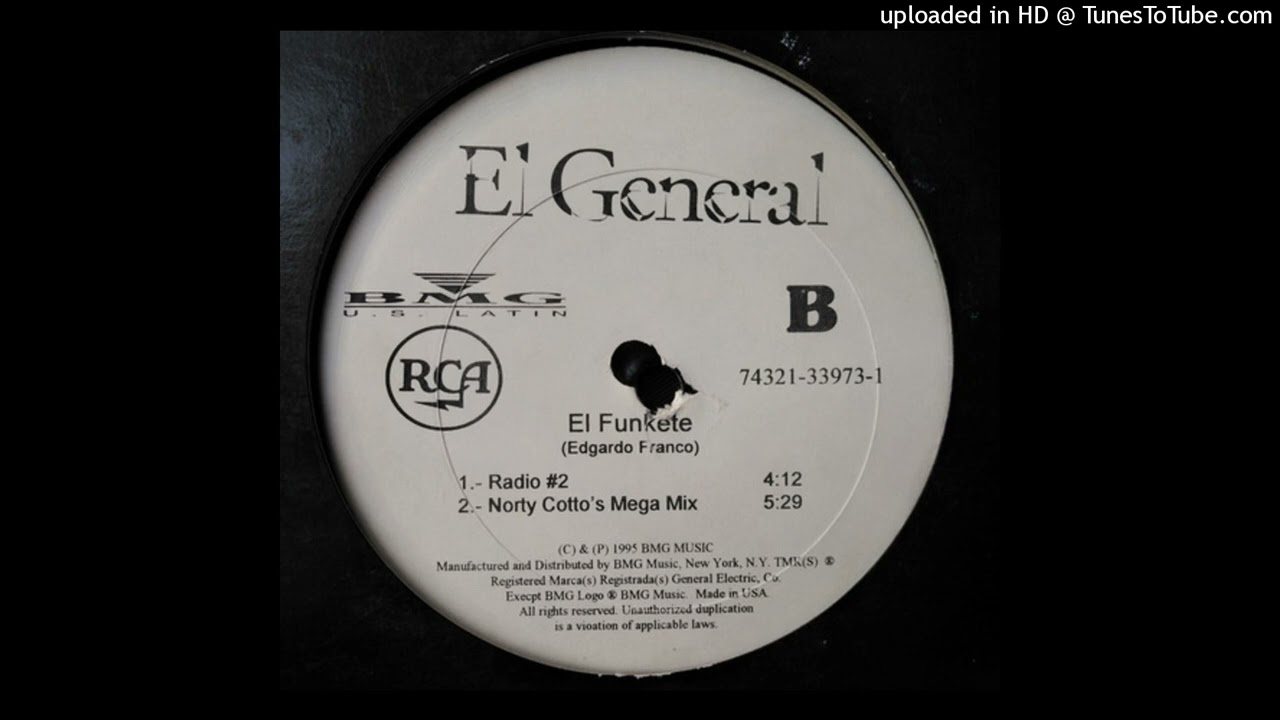 uploaded in HD @ TunesToTube.com
El General
BMG
U.S. LATIN
B
RCA
74321-33973-1
El Funkete
(Edgardo Franco)
1.- Radio #2 4:12
2.- Norty Cotto's Mega Mix 5:29
(C) & (P) 1995 BMG MUSIC
Manufactured and Distributed by BMG Music, New York, N.Y. TMK(S) ®
Registered Marca(s) Registrada(s) General Electric, Co.
Execpt BMG Logo ® BMG Music. Made in USA.
All rights reserved. Unauthorized duplication
is a vioation of applicable laws.